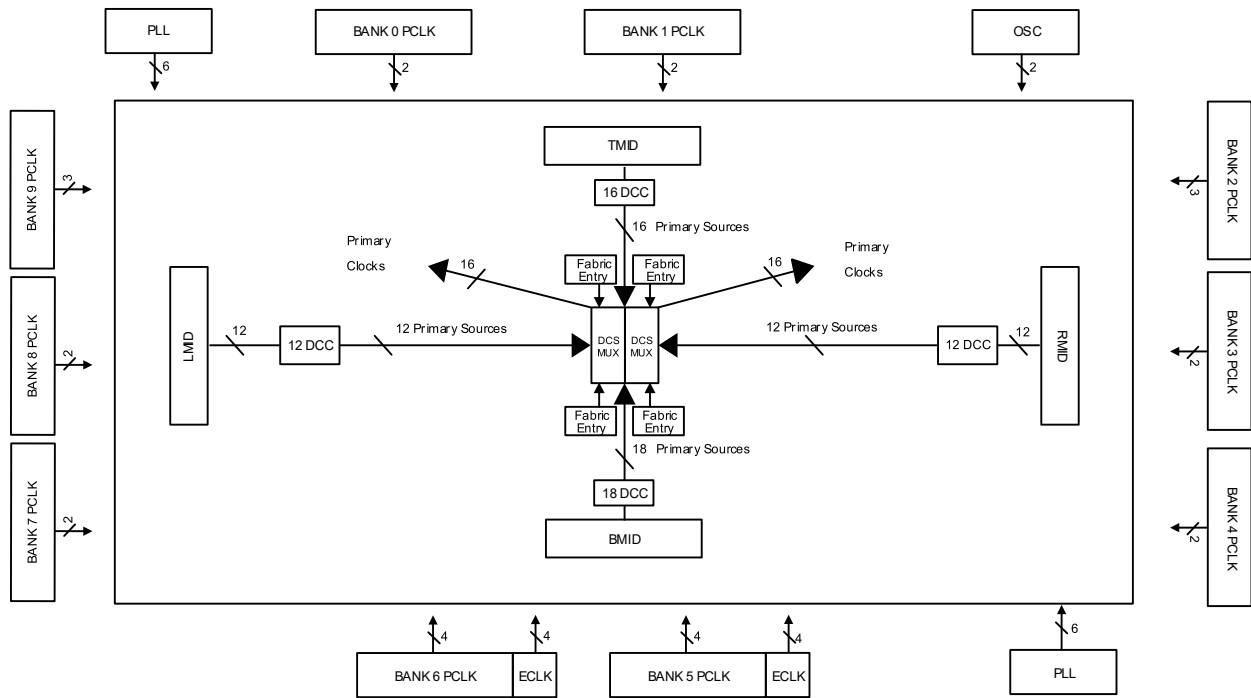 PLL
BANK 0 PCLK
BANK 1 PCLK
OSC
6
2
2
2
BANK 9 PCLK
3
BANK 8 PCLK
2
BANK 7 PCLK
2
BANK 2 PCLK
3
BANK 3 PCLK
2
BANK 4 PCLK
2
TMID
16 DCC
16 Primary Sources
Primary
Clocks
16
Fabric
Entry
Fabric
Entry
16
Primary
Clocks
LMID
12
12 DCC
12 Primary Sources
DCS
MUX
DCS
MUX
12 Primary Sources
12 DCC
12
RMID
Fabric
Entry
Fabric
Entry
18 Primary Sources
18 DCC
BMID
4
4
4
4
6
BANK 6 PCLK
ECLK
BANK 5 PCLK
ECLK
PLL